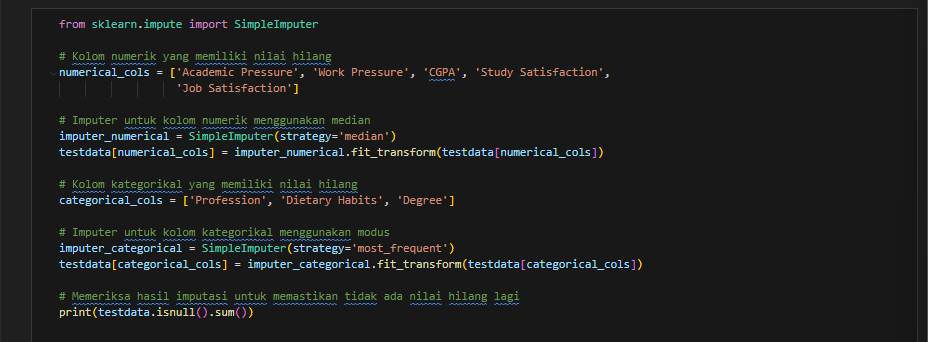 from sklearn.impute import SimpleImputer
# Kolom numerik yang memiliki nilai hilang
numerical_cols = ['Academic Pressure', 'Work Pressure', 'CGPA', 'Study Satisfaction',
'Job Satisfaction']
# Imputer untuk kolom numerik menggunakan median
imputer_numerical = SimpleImputer(strategy='median')
testdata[numerical_cols] = imputer_numerical.fit_transform(testdata[numerical_cols])
# Kolom kategorikal yang memiliki nilai hilang
categorical_cols = ['Profession', 'Dietary Habits', 'Degree']
# Imputer untuk kolom kategorikal menggunakan modus
imputer_categorical = SimpleImputer(strategy='most_frequent')
testdata[categorical_cols] = imputer_categorical.fit_transform(testdata[categorical_cols])
# Memeriksa hasil imputasi untuk memastikan tidak ada nilai hilang lagi
print(testdata.isnull().sum())